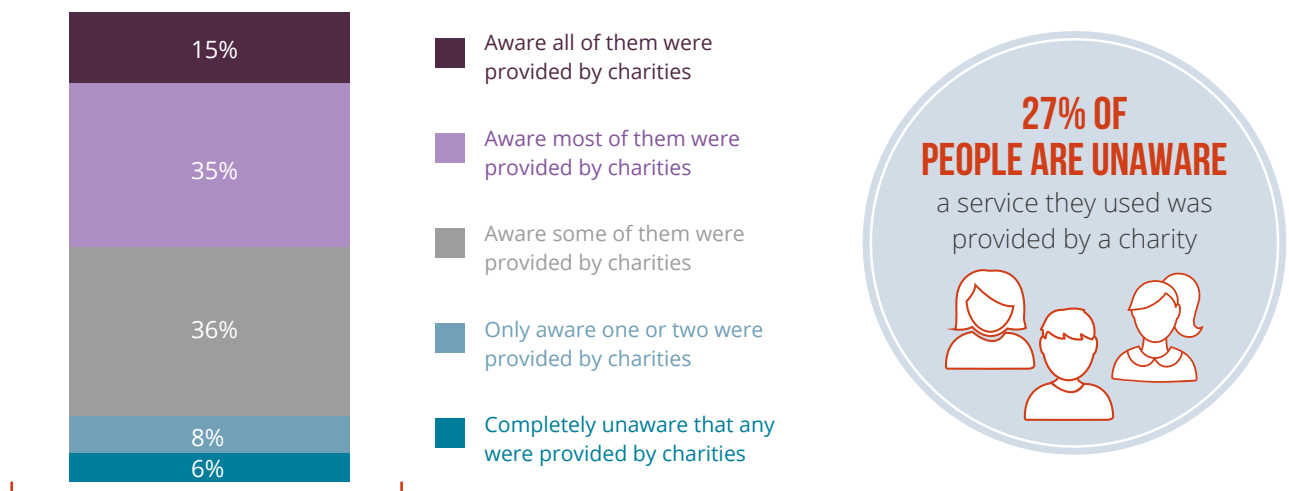 15%
35%
36%
8%
6%
Aware all of them were
provided by charities
Aware most of them were
provided by charities
Aware some of them were
provided by charities
Only aware one or two were
provided by charities
Completely unaware that any
were provided by charities
27% OF
PEOPLE ARE UNAWARE
a service they used was
provided by a charity